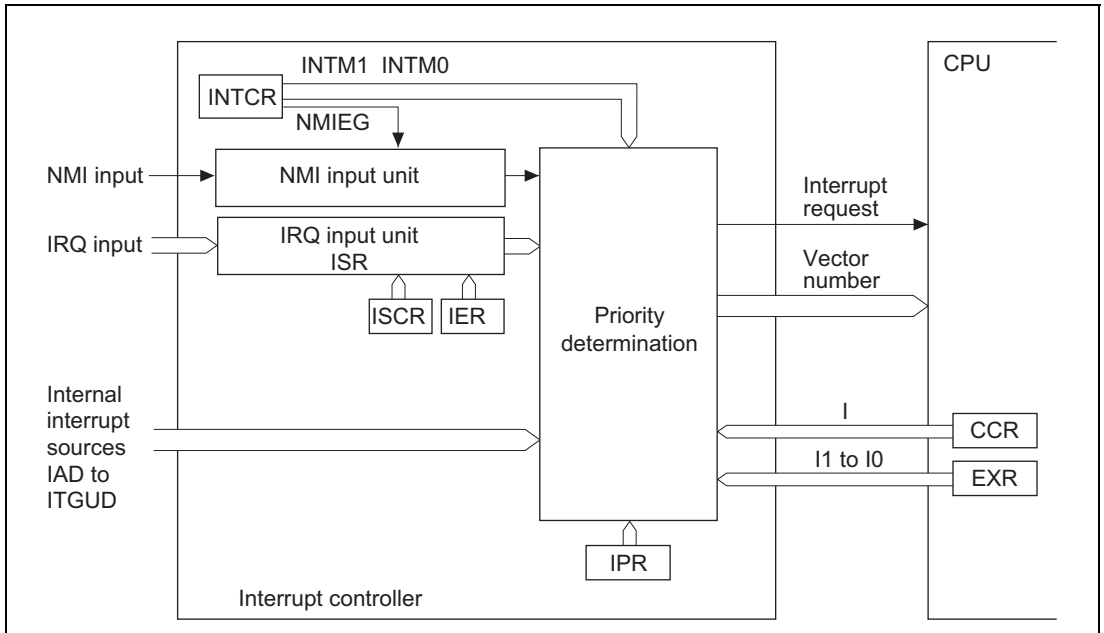 INTM1 INTM0
CPU
INTCR
NMIEG
NMI input
NMI input unit
Interrupt
request
IRQ input
IRQ input unit
ISR
Vector
number
ISCR
IER
Priority
determination
Internal
interrupt
sources
IAD to
ITGUD
I
CCR
I1 to I0
EXR
IPR
Interrupt controller